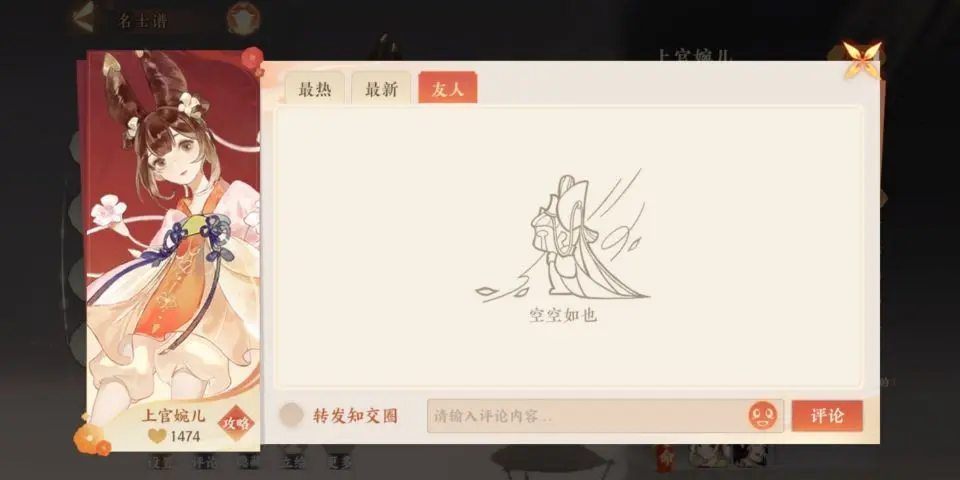 名士谱
上官婉儿
最热
最新
友人
空空如也
上官婉儿
1474
攻略
转发知交圈
请输入评论内容..
评论
更多